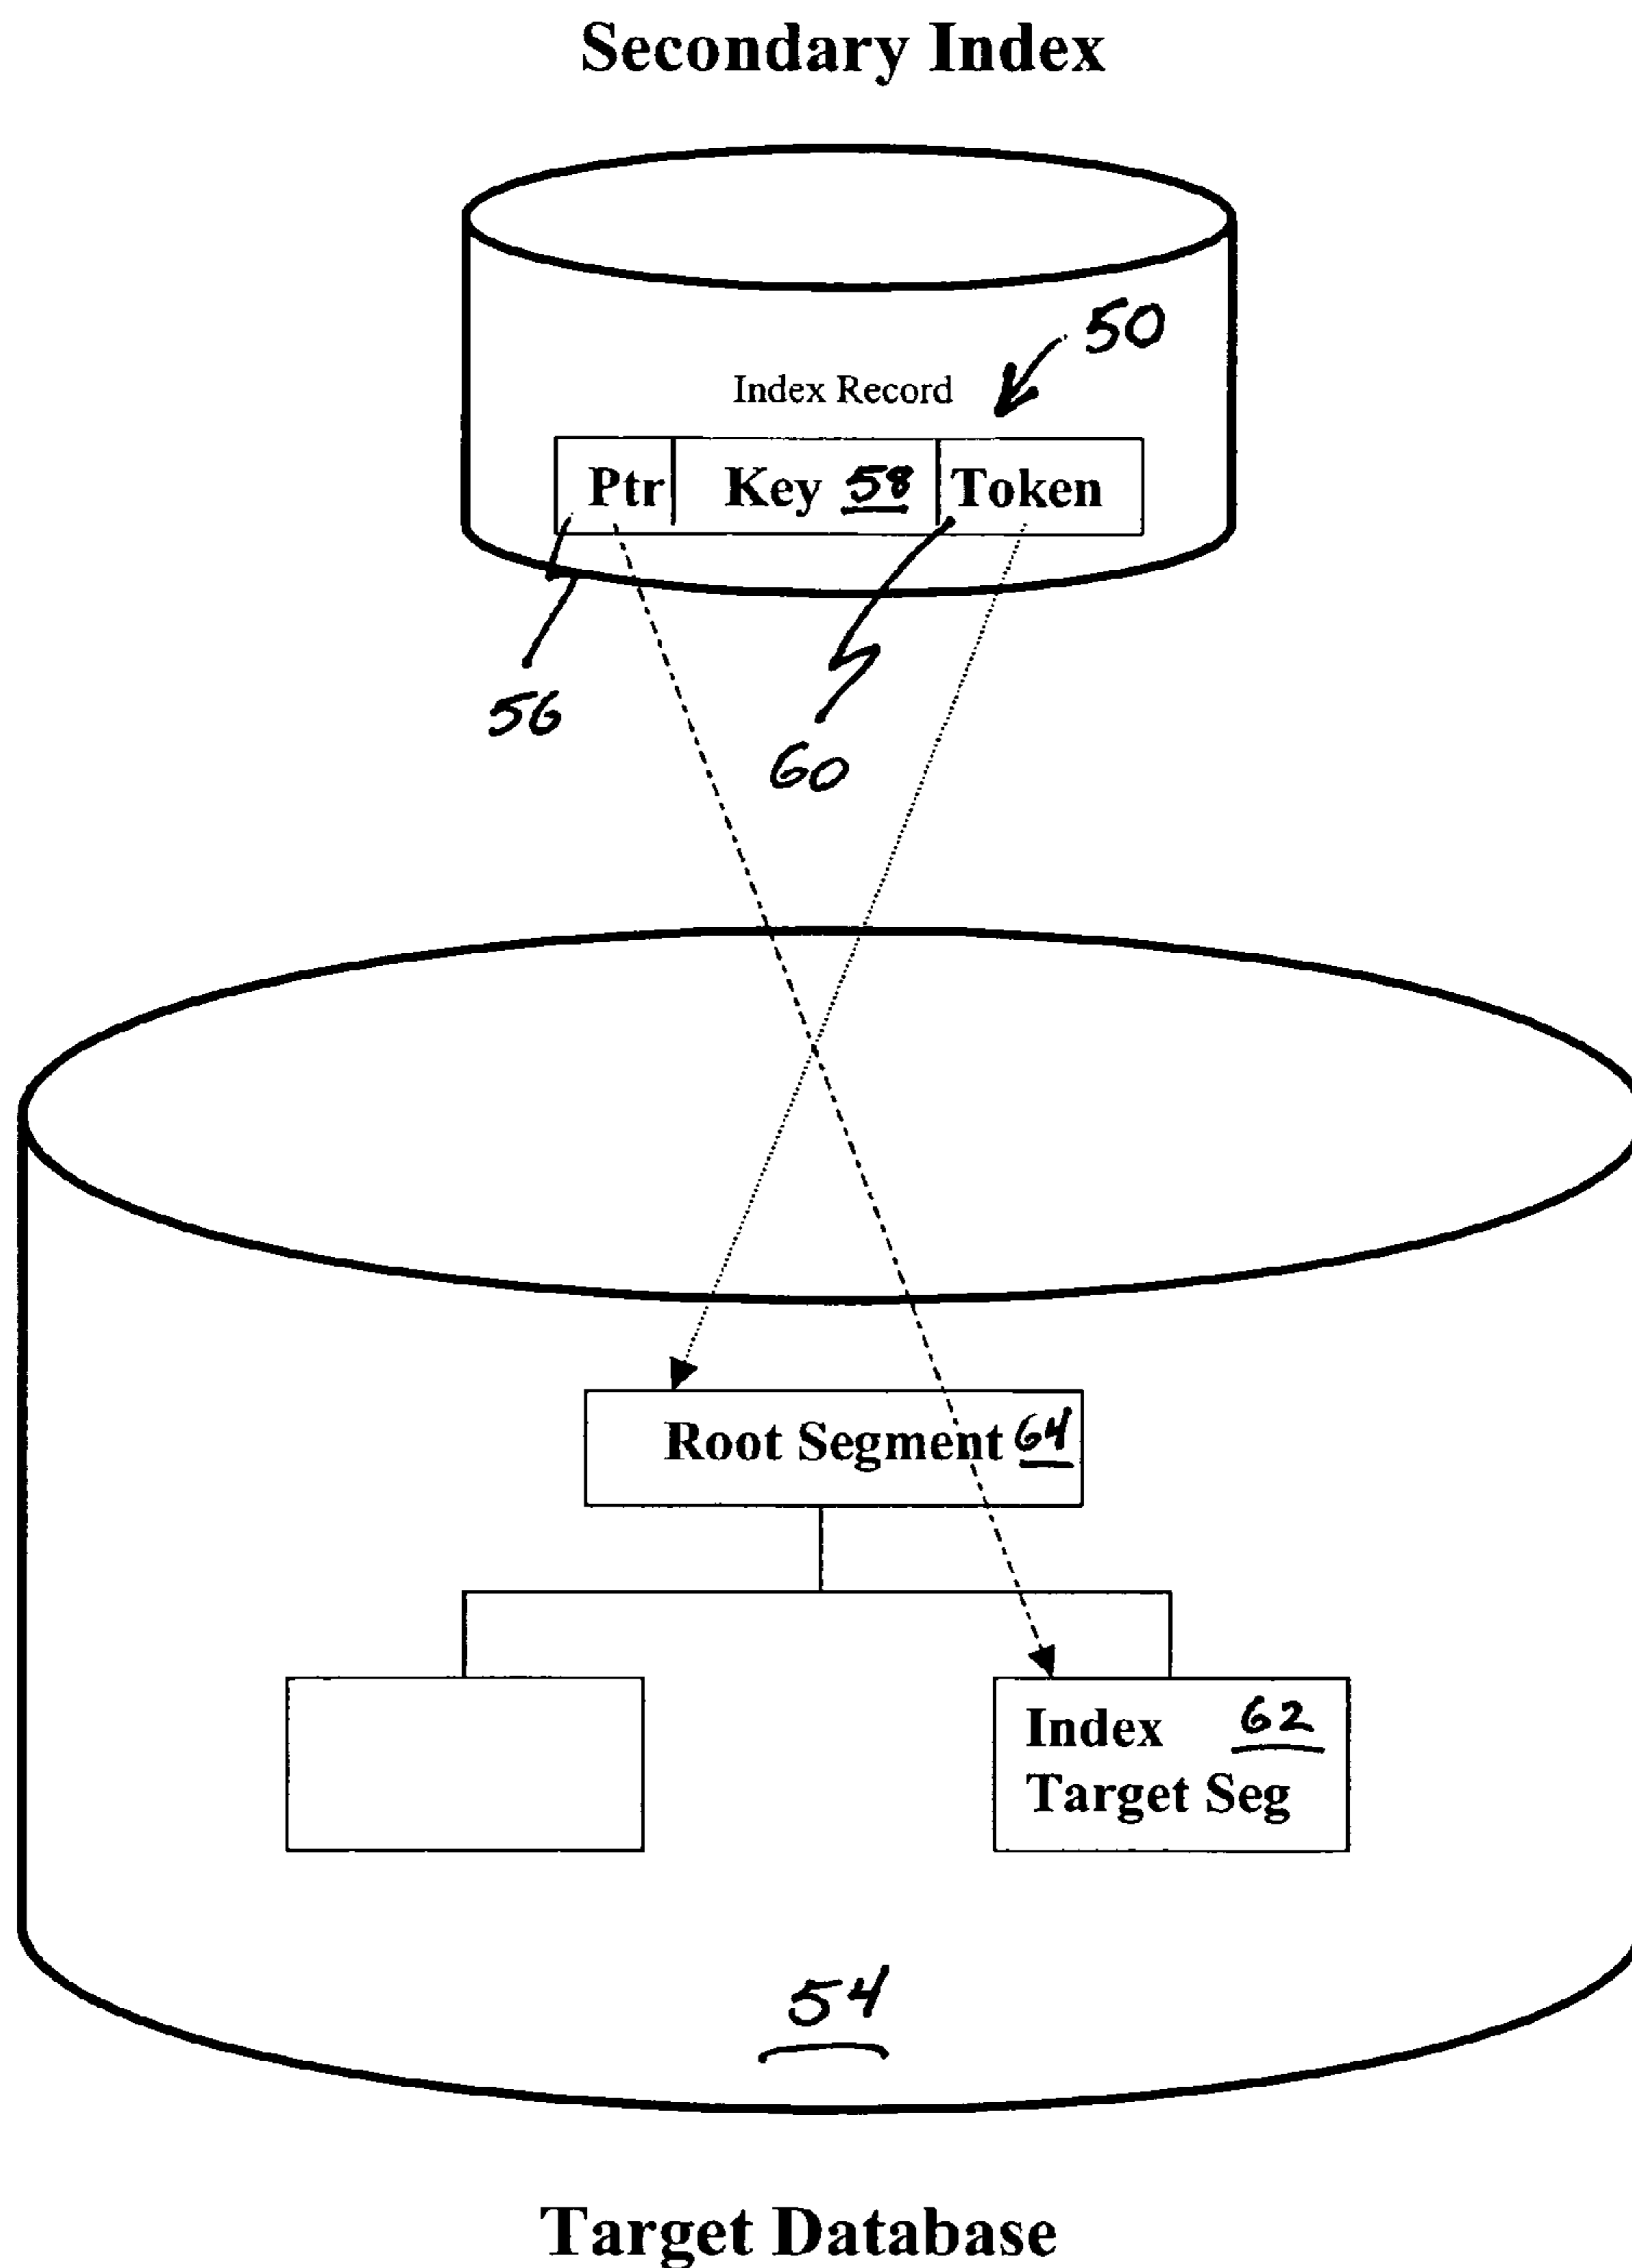 Secondary Index
50
Index Record
Ptr Key 58 Token
56
60
Root Segment 64
Index 62
Target Seg
54
Target Database